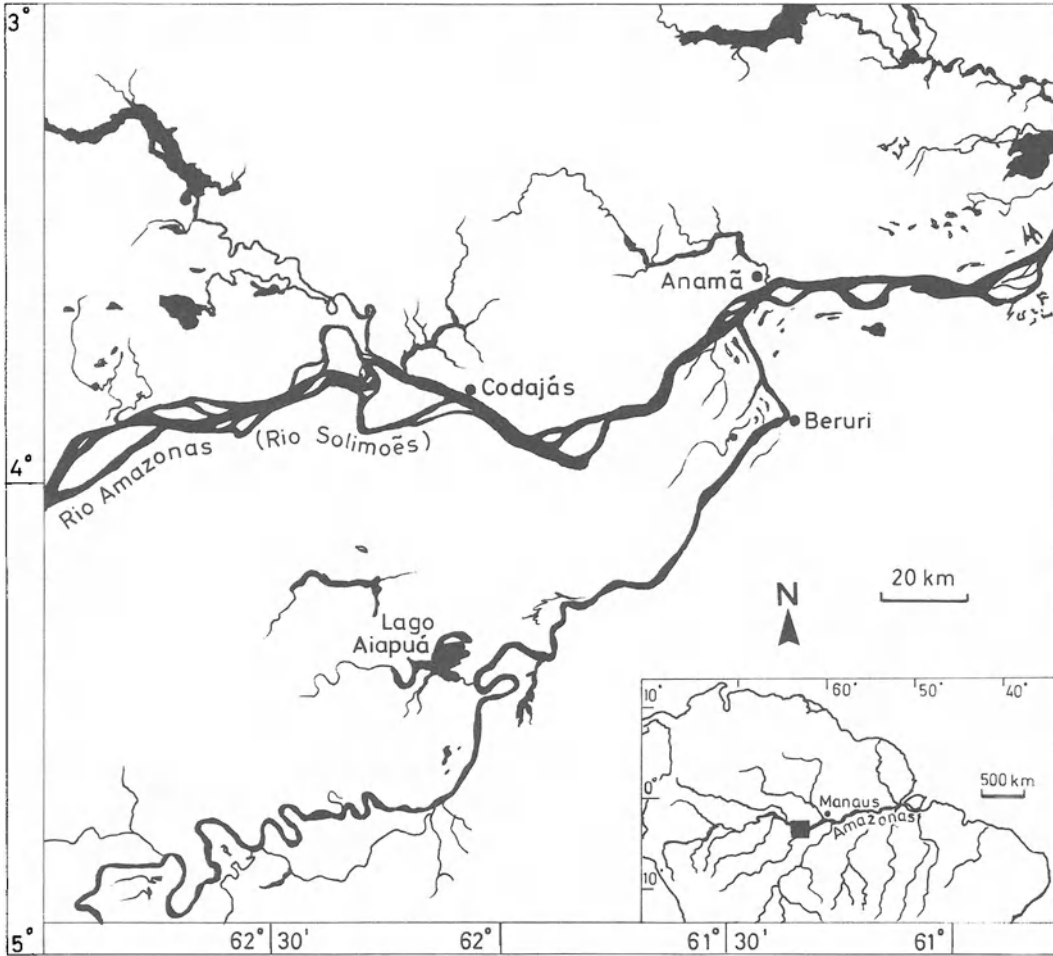 3°
Anamã
Codajás
Beruri
(Rio Solimoẽs)
4°
Rio Amazonas
20 km
N
Lago
Aiapuá
10° 60° 50° 40°
500 km
0°
Manaus
Amazonas
10°
5°
62° 30' 62° 61° 30' 61°